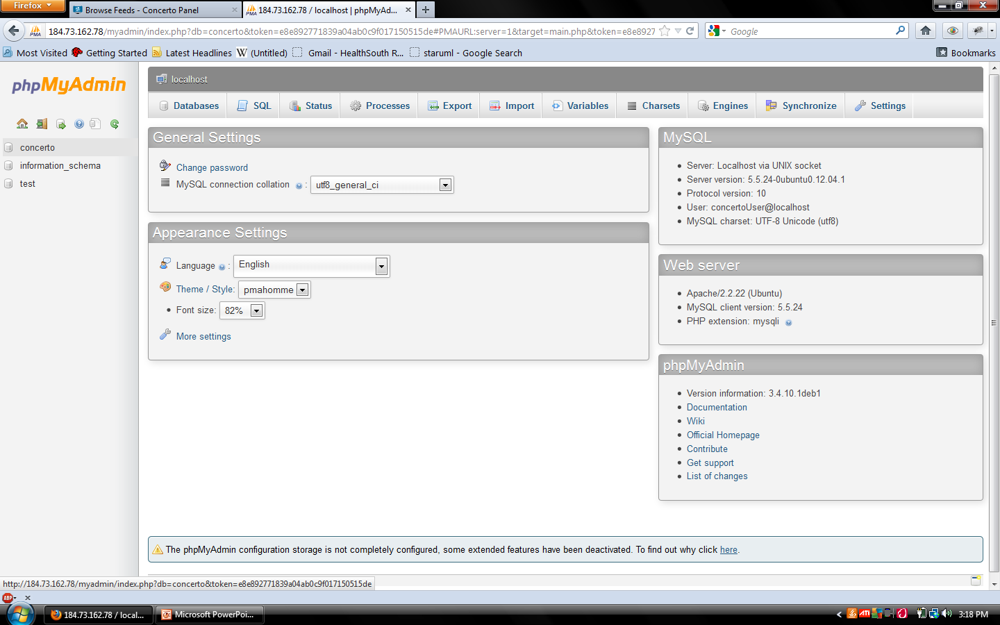 Firefox
Browse Feeds - Concerto Panel
184.73.162.78 / localhost | phpMyAd...
184.73.162.78/myadmin/index.php?db=concerto&token=e8e892771839a04ab0c9f017150515de#PMAURL:server=1&target=main.php&token=e8e8927
Google
Most Visited
Getting Started
Latest Headlines
(Untitled)
Gmail - HealthSouth R...
staruml - Google Search
Bookmarks
phpMyAdmin
concerto
information_schema
test
localhost
Databases
SQL
Status
Processes
Export
Import
Variables
Charsets
Engines
Synchronize
Settings
General Settings
Change password
MySQL connection collation : utf8_general_ci
Appearance Settings
Language : English
Theme / Style: pmahomme
Font size: 82%
More settings
MySQL
Server: Localhost via UNIX socket
Server version: 5.5.24-0ubuntu0.12.04.1
Protocol version: 10
User: concertoUser@localhost
MySQL charset: UTF-8 Unicode (utf8)
Web server
Apache/2.2.22 (Ubuntu)
MySQL client version: 5.5.24
PHP extension: mysqli
phpMyAdmin
Version information: 3.4.10.1deb1
Documentation
Wiki
Official Homepage
Contribute
Get support
List of changes
The phpMyAdmin configuration storage is not completely configured, some extended features have been deactivated. To find out why click here.
http://184.73.162.78/myadmin/index.php?db=concerto&token=e8e892771839a04ab0c9f017150515de
ABP
184.73.162.78 / local...
Microsoft PowerPoi...
ATI
3:18 PM